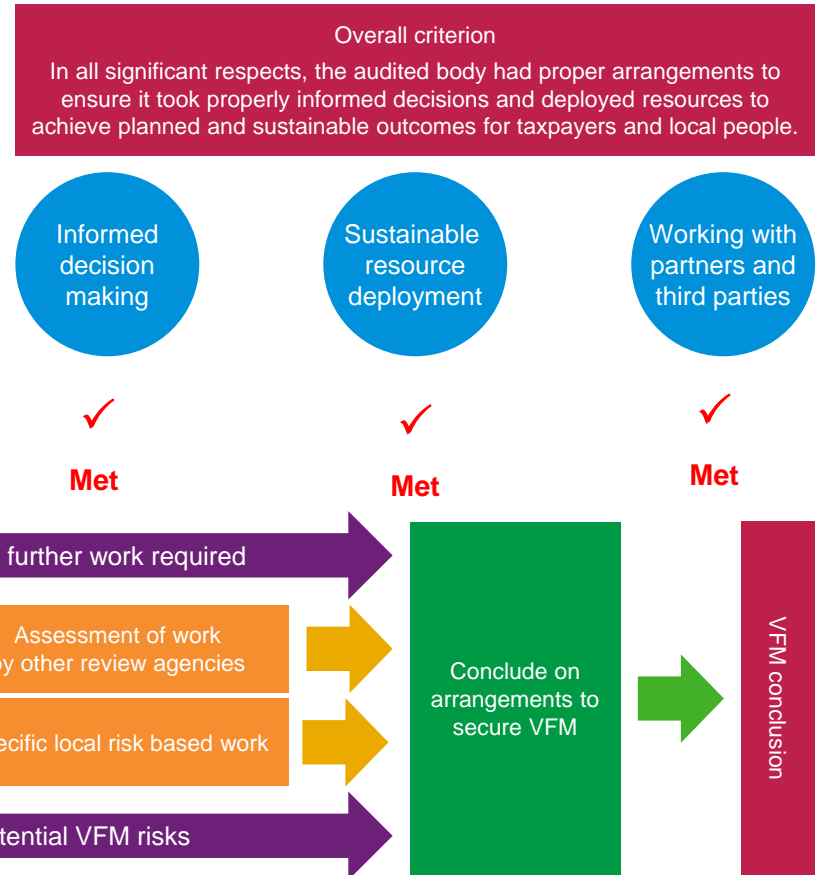 Overall criterion
In all significant respects, the audited body had proper arrangements to
ensure it took properly informed decisions and deployed resources to
achieve planned and sustainable outcomes for taxpayers and local people.
Informed
decision
making
Sustainable
resource
deployment
Working with
partners and
third parties
✓
✓
✓
Met
Met
Met
further work required
Assessment of work
by other review agencies
ecific local risk based work
tential VFM risks
Conclude on
arrangements to
secure VFM
VFM conclusion